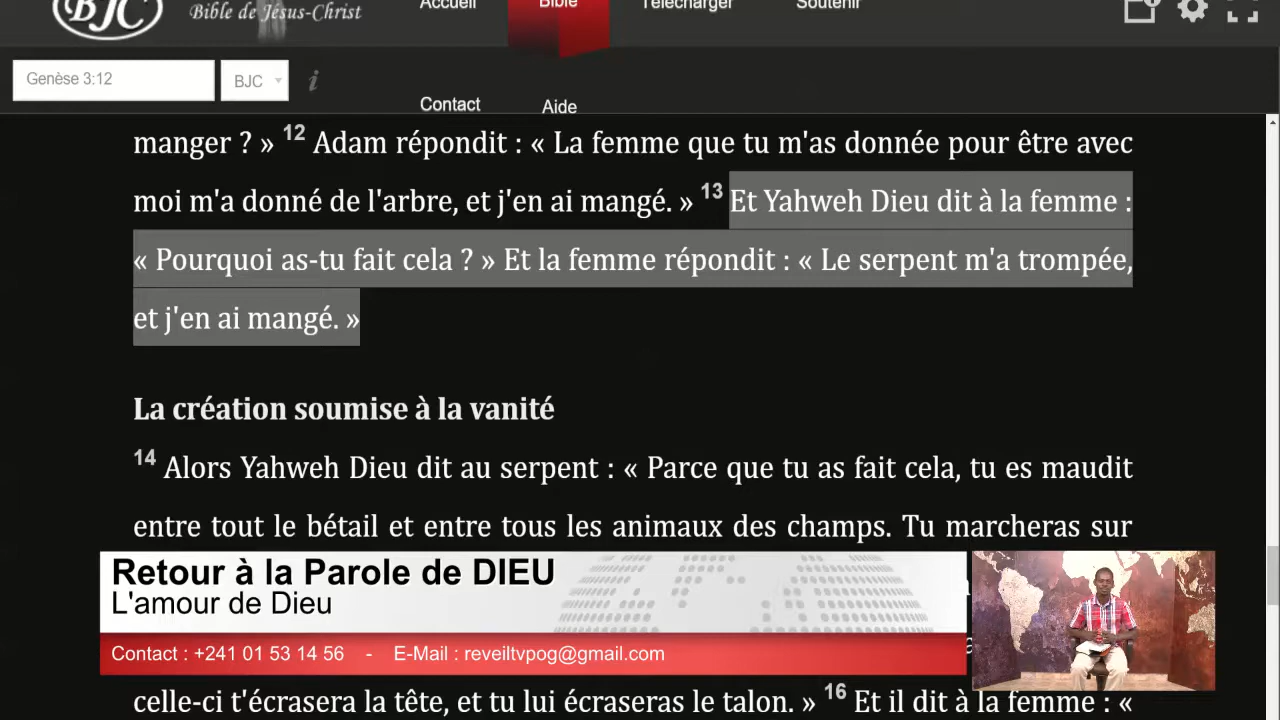 BJC
Bible de Jésus-Christ
Accueil
Bible
Télécharger
Soutenir
Genèse 3:12
BJC
i
Contact
Aide
manger ? » 12 Adam répondit : « La femme que tu m'as donnée pour être avec
moi m'a donné de l'arbre, et j'en ai mangé. » 13 Et Yahweh Dieu dit à la femme :
« Pourquoi as-tu fait cela ? » Et la femme répondit : « Le serpent m'a trompée,
et j'en ai mangé. »
La création soumise à la vanité
14 Alors Yahweh Dieu dit au serpent : « Parce que tu as fait cela, tu es maudit
entre tout le bétail et entre tous les animaux des champs. Tu marcheras sur
Retour à la Parole de DIEU
L'amour de Dieu
Contact : +241 01 53 14 56 - E-Mail : reveiltvpog@gmail.com
celle-ci t'écrasera la tête, et tu lui écraseras le talon. » 16 Et il dit à la femme : «